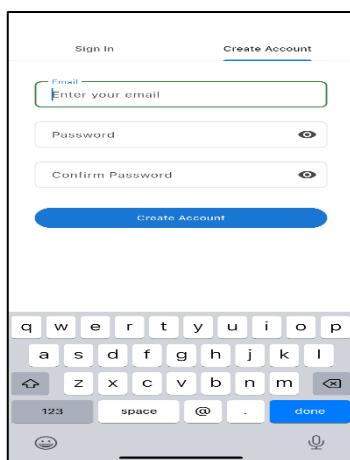 Sign In Create Account
Email
Enter your email
Password
Confirm Password
Create Account
q w e r t y u i o p
a s d f g h j k l
z x c v b n m
123 space @ . done